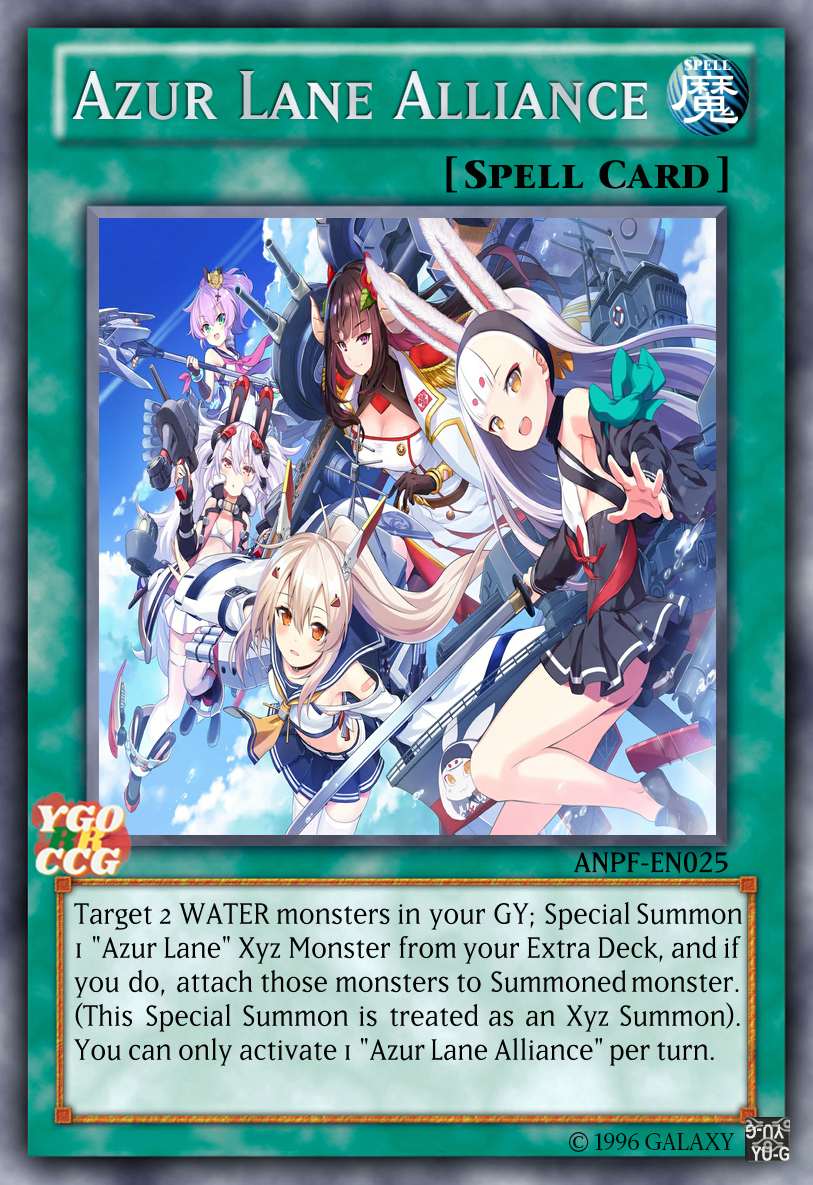 AZUR LANE ALLIANCE
SPELL
魔
[SPELL CARD]
YGO
RR
CCG
ANPF-EN025
Target 2 WATER monsters in your GY; Special Summon
1 "Azur Lane" Xyz Monster from your Extra Deck, and if
you do, attach those monsters to Summoned monster.
(This Special Summon is treated as an Xyz Summon).
You can only activate 1 "Azur Lane Alliance" per turn.
© 1996 GALAXY
YU-G
YU-G